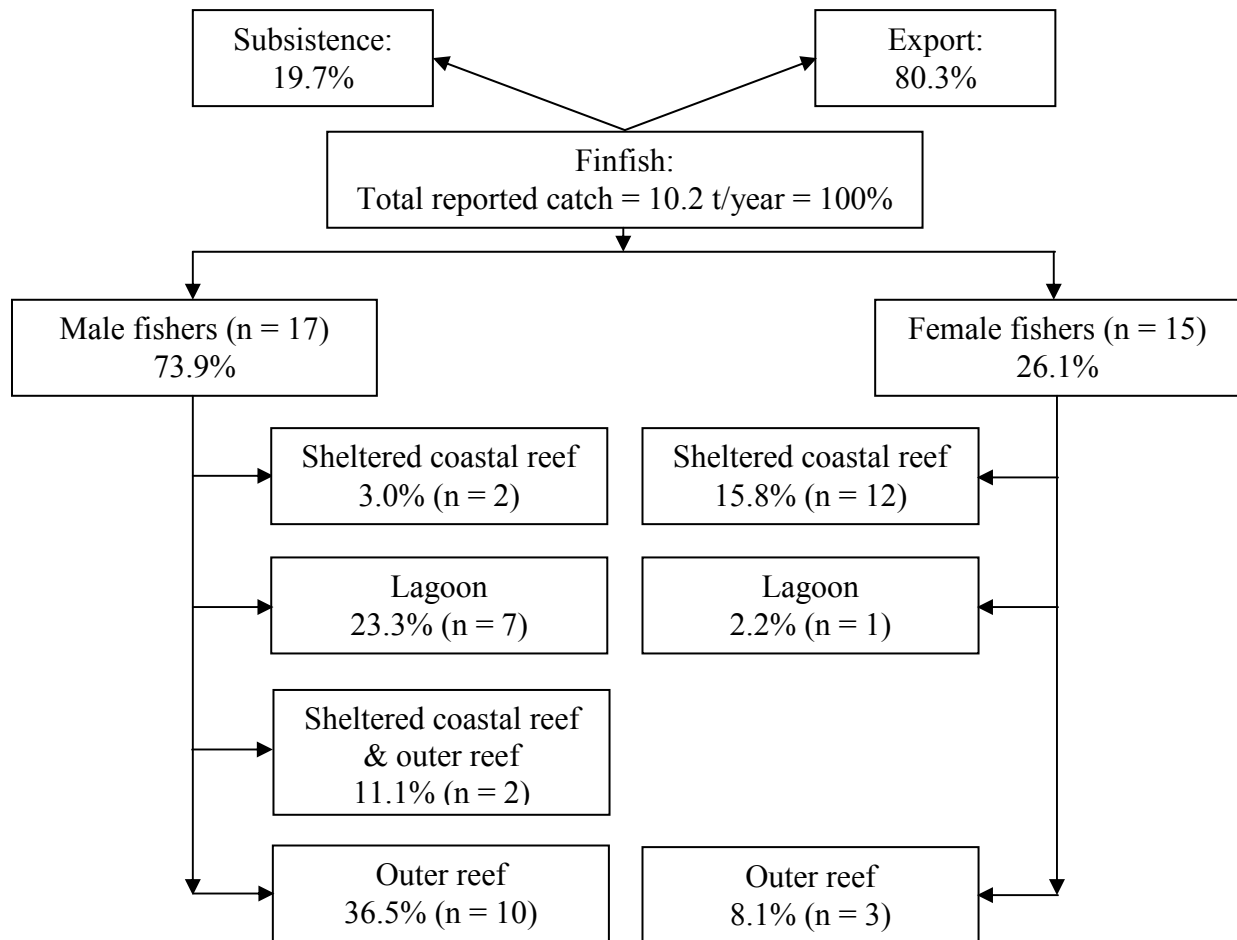 Subsistence:
19.7%
Export:
80.3%
Finfish:
Total reported catch = 10.2 t/year = 100%
Male fishers (n = 17)
73.9%
Female fishers (n = 15)
26.1%
Sheltered coastal reef
3.0% (n = 2)
Sheltered coastal reef
15.8% (n = 12)
Lagoon
23.3% (n = 7)
Lagoon
2.2% (n = 1)
Sheltered coastal reef
& outer reef
11.1% (n = 2)
Outer reef
36.5% (n = 10)
Outer reef
8.1% (n = 3)